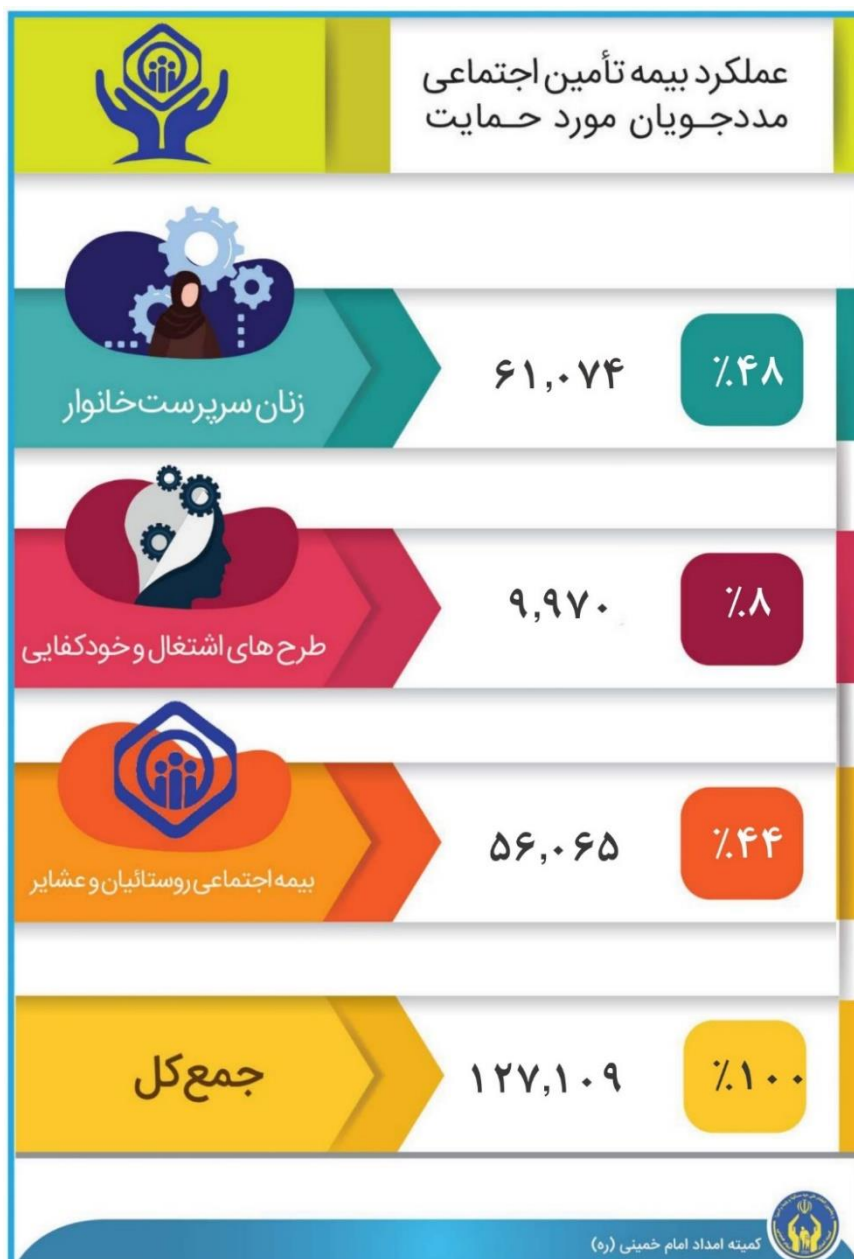 عملکرد بیمه تأمین اجتماعی
مددجویان مورد حمایت
زنان سرپرست خانوار
۶۱,۰۷۴
٪۴۸
طرح های اشتغال و خودکفایی
۹,۹۷۰
٪۸
بیمه اجتماعی روستائیان و عشایر
۵۶,۰۶۵
٪۴۴
جمع کل
۱۲۷,۱۰۹
٪۱۰۰
کمیته امداد امام خمینی (ره)